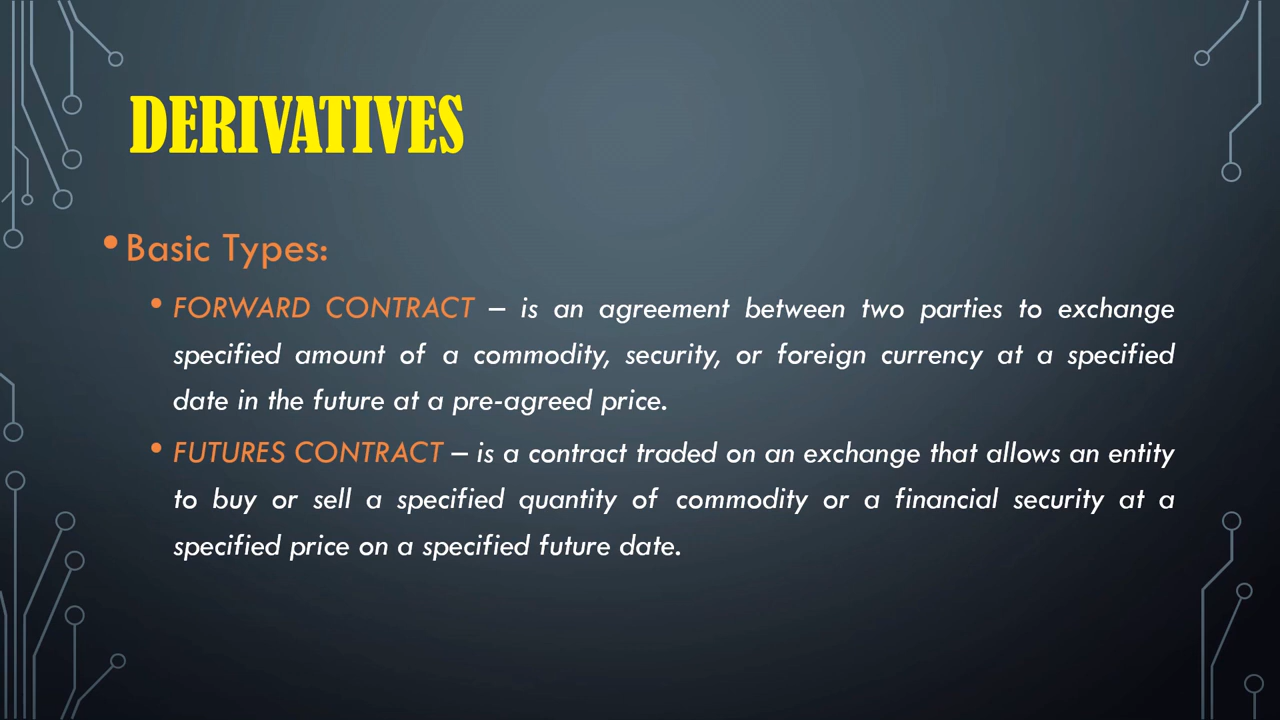 DERIVATIVES
• Basic Types:
• FORWARD CONTRACT – is an agreement between two parties to exchange
specified amount of a commodity, security, or foreign currency at a specified
date in the future at a pre-agreed price.
• FUTURES CONTRACT – is a contract traded on an exchange that allows an entity
to buy or sell a specified quantity of commodity or a financial security at a
specified price on a specified future date.